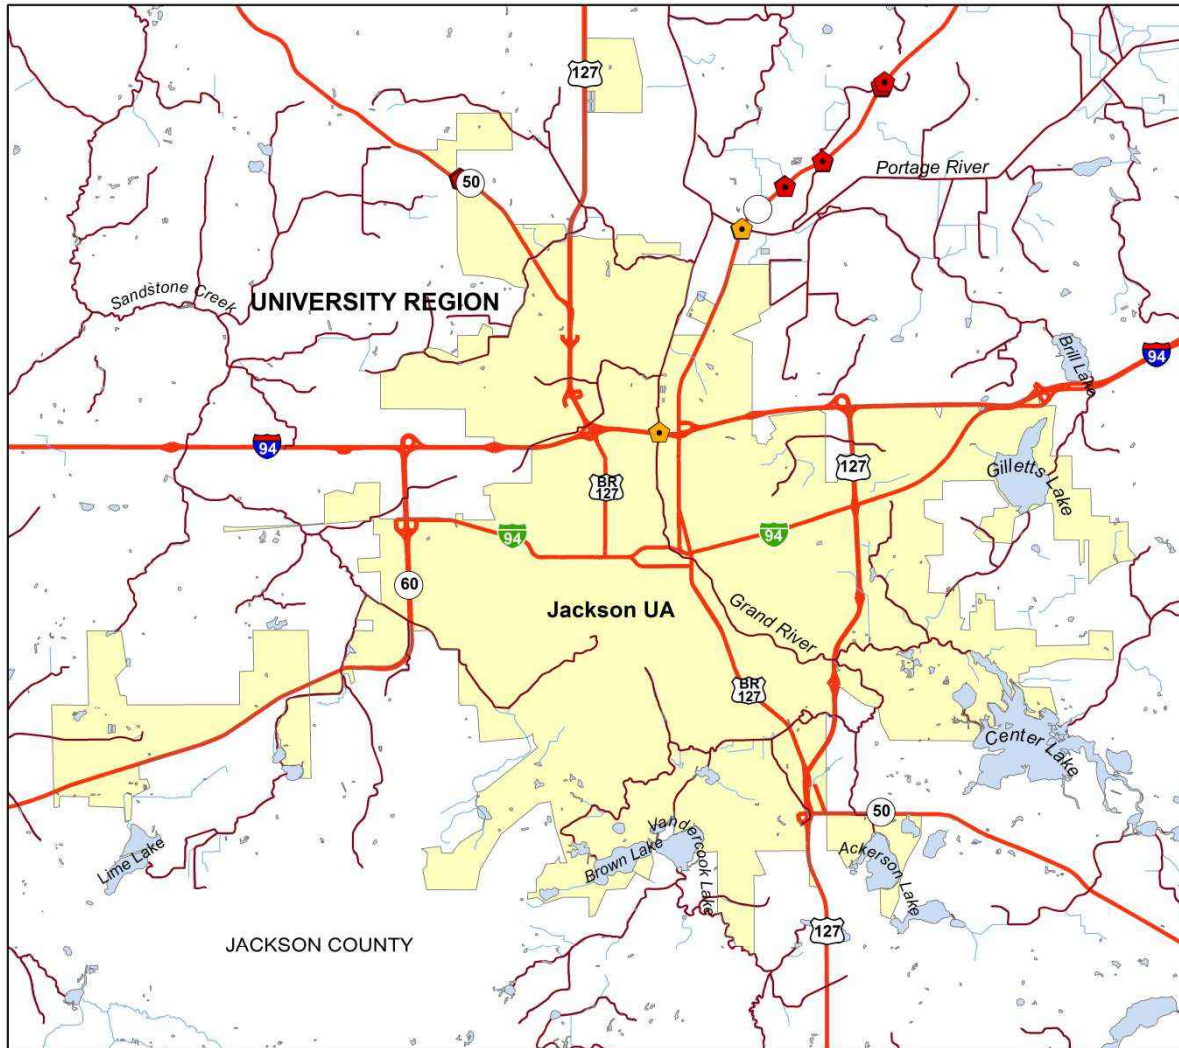 127
Portage River
50
Sandstone Creek
UNIVERSITY REGION
Brill Lake
94
94
127
Gilletts Lake
BR
127
94
94
60
Jackson UA
Grand River
BR
127
Center Lake
50
Vandercook Lake
Brown Lake
Ackerson Lake
Lime Lake
127
JACKSON COUNTY